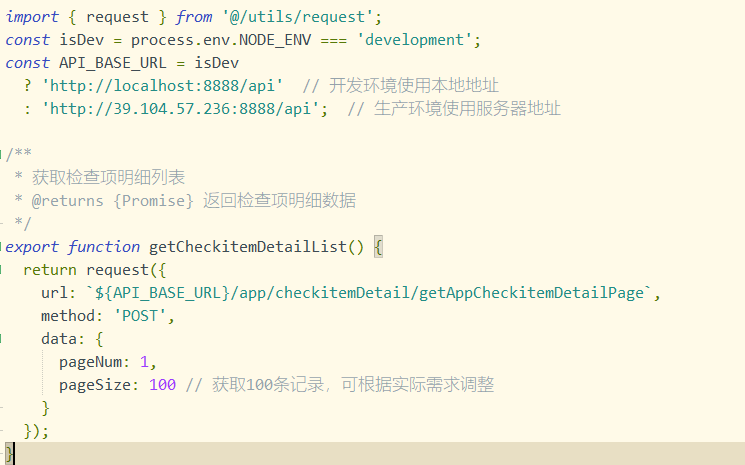 import { request } from '@/utils/request';
const isDev = process.env.NODE_ENV === 'development';
const API_BASE_URL = isDev
  ? 'http://localhost:8888/api'  // 开发环境使用本地地址
  : 'http://39.104.57.236:8888/api';  // 生产环境使用服务器地址
/**
 * 获取检查项明细列表
 * @returns {Promise} 返回检查项明细数据
 */
export function getCheckitemDetailList() {
  return request({
    url: `${API_BASE_URL}/app/checkitemDetail/getAppCheckitemDetailPage`,
    method: 'POST',
    data: {
      pageNum: 1,
      pageSize: 100 // 获取100条记录，可根据实际需求调整
    }
  });
}